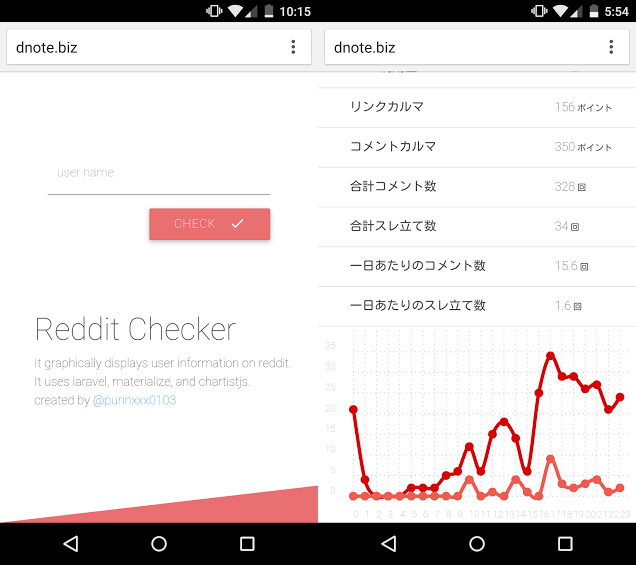 10:15
dnote.biz
user name
CHECK
Reddit Checker
It graphically displays user information on reddit.
It uses laravel, materialize, and chartistjs.
created by @purinxxx0103
5:54
dnote.biz
リンクカルマ 156 ポイント
コメントカルマ 350 ポイント
合計コメント数 328 回
合計スレ立て数 34 回
一日あたりのコメント数 15.6 回
一日あたりのスレ立て数 1.6 回
35
30
25
20
15
10
5
0
0 1 2 3 4 5 6 7 8 9 10 11 12 13 14 15 16 17 18 19 20 21 22 23